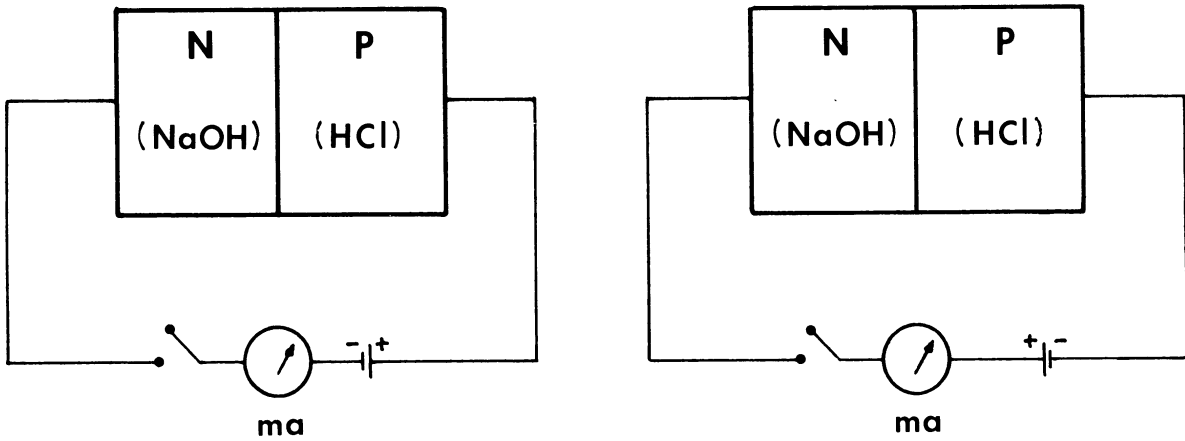 N P
(NaOH) (HCl)
- +
ma
N P
(NaOH) (HCl)
+ -
ma